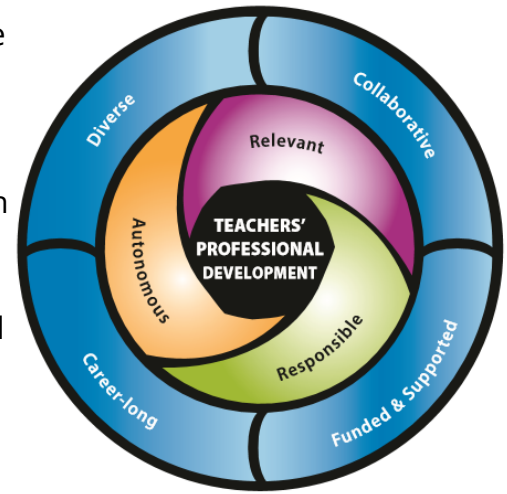 e
n
l
Diverse
Collaborative
Relevant
TEACHERS'
PROFESSIONAL
DEVELOPMENT
Autonomous
Responsible
Career-long
Funded & Supported